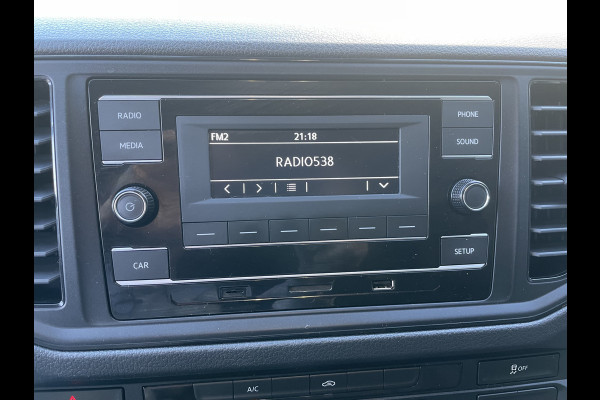 RADIO
PHONE
FM2 21:18
MEDIA
SOUND
RADIO538
CAR
SETUP
OFF
A/C